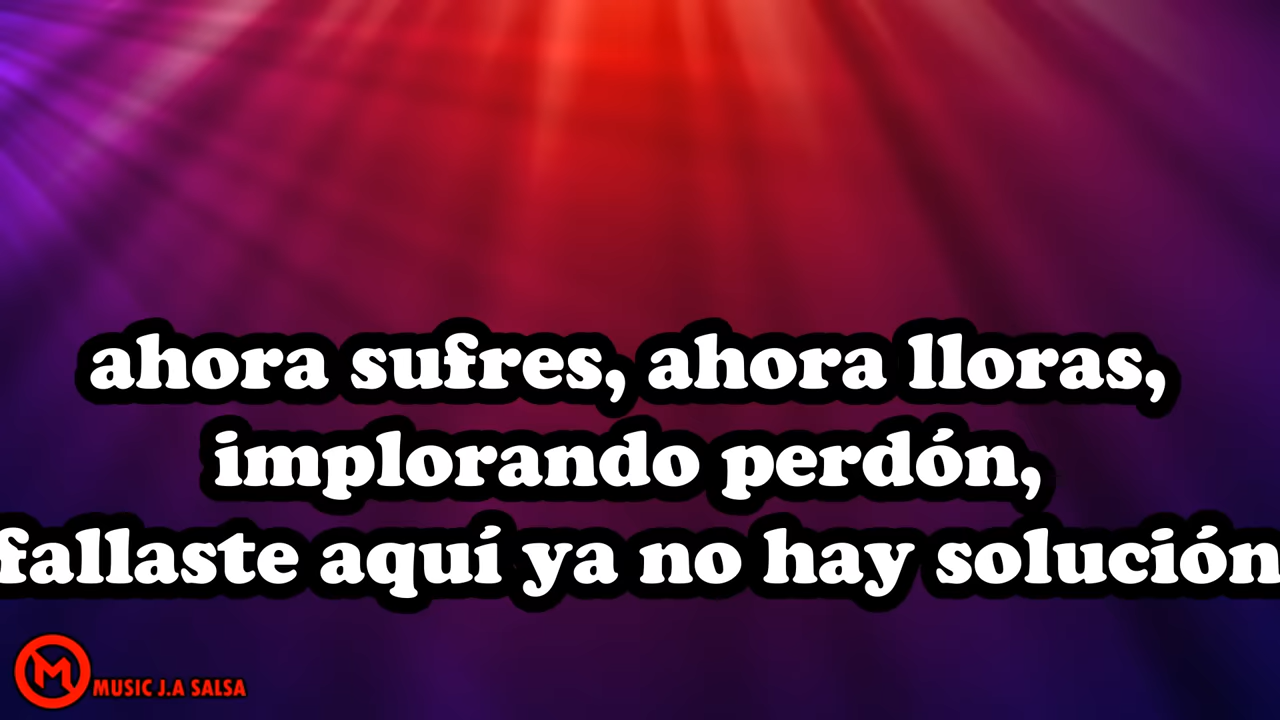 ahora sufres, ahora lloras,
implorando perdón,
fallaste aquí ya no hay solución
M MUSIC J.A SALSA